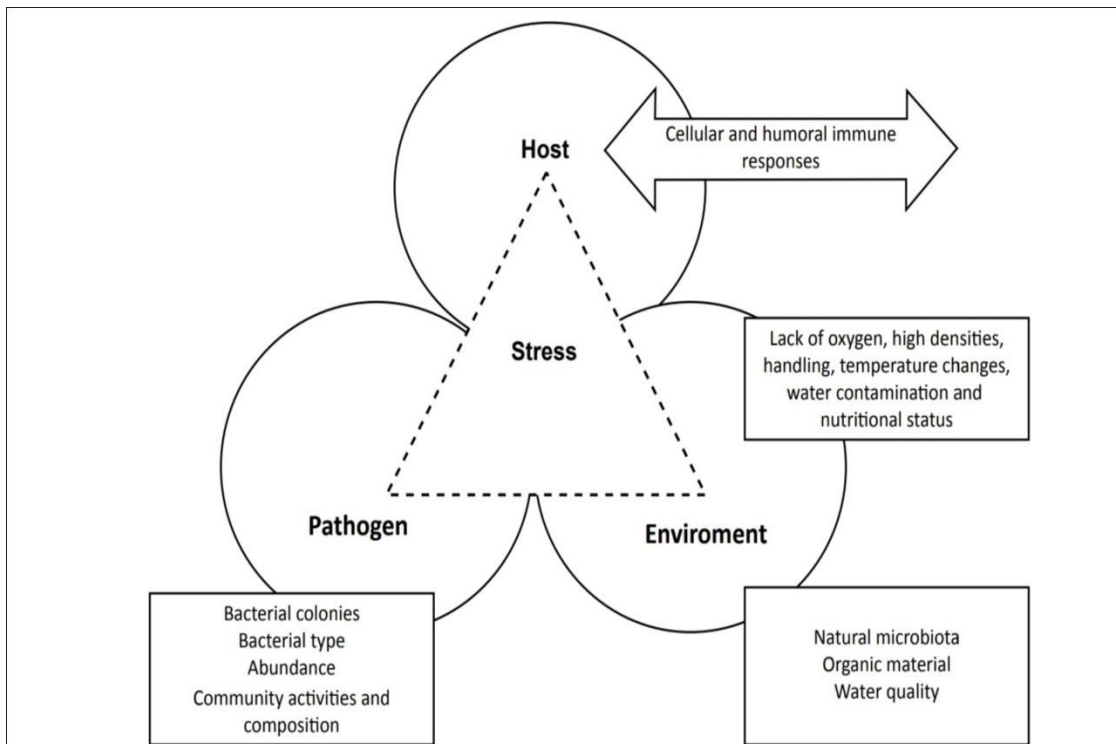 Host
Cellular and humoral immune
responses
Stress
Lack of oxygen, high densities,
handling, temperature changes,
water contamination and
nutritional status
Pathogen
Enviroment
Bacterial colonies
Bacterial type
Abundance
Community activities and
composition
Natural microbiota
Organic material
Water quality